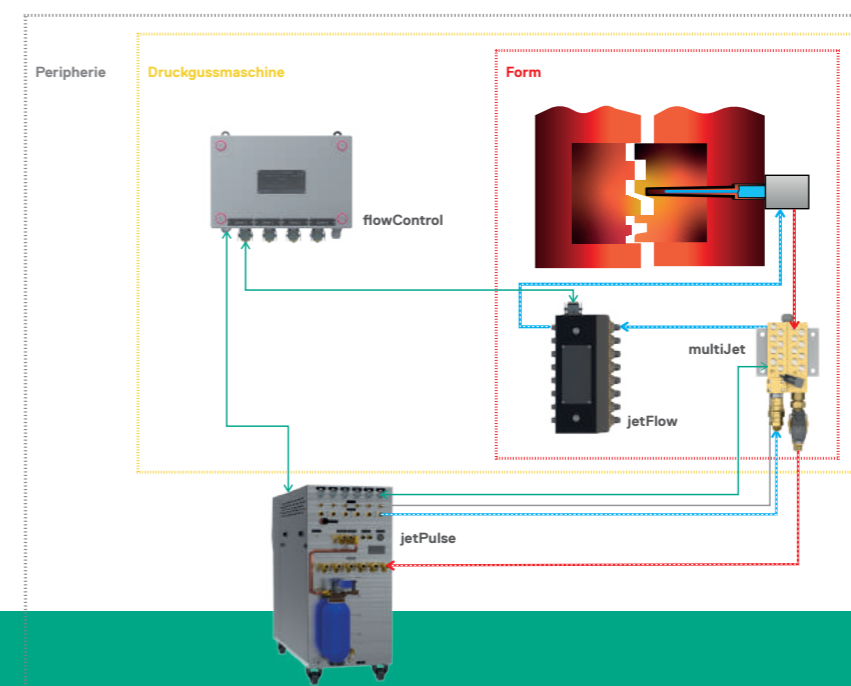 Peripherie
Druckgussmaschine
Form
flowControl
multiJet
jetFlow
jetPulse